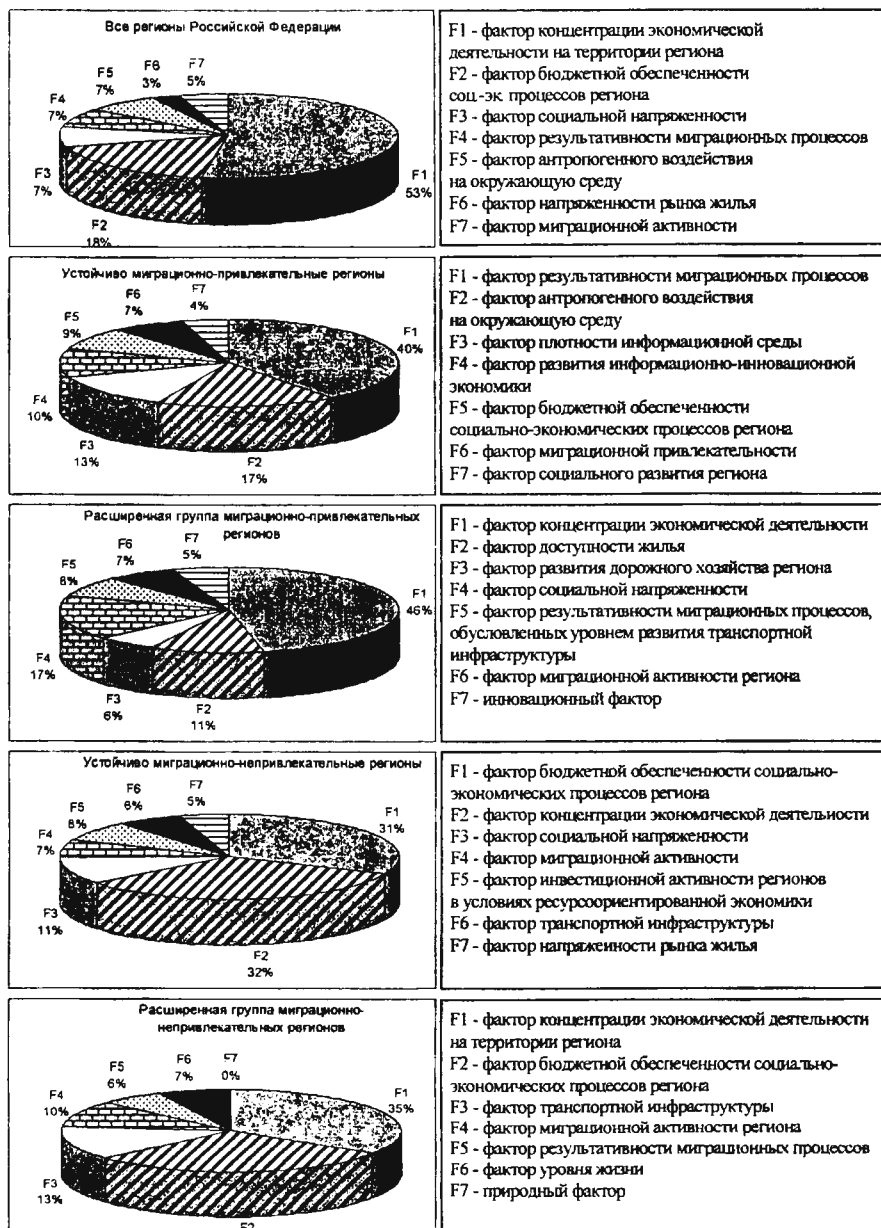 Все регионы Российской Федерации
F7
5%
F6
3%
F5
7%
F4
7%
F3
7%
F2
18%
F1
53%
F1 - фактор концентрации экономической
деятельности на территории региона
F2 - фактор бюджетной обеспеченности
соц.-эк. процессов региона
F3 - фактор социальной напряженности
F4 - фактор результативности миграционных процессов
F5 - фактор антропогенного воздействия
на окружающую среду
F6 - фактор напряженности рынка жилья
F7 - фактор миграционной активности
Устойчиво миграционно-привлекательные регионы
F7
4%
F6
7%
F5
9%
F4
10%
F3
13%
F2
17%
F1
40%
F1 - фактор результативности миграционных процессов
F2 - фактор антропогенного воздействия
на окружающую среду
F3 - фактор плотности информационной среды
F4 - фактор развития информационно-инновационной
экономики
F5 - фактор бюджетной обеспеченности
социально-экономических процессов региона
F6 - фактор миграционной привлекательности
F7 - фактор социального развития региона
Расширенная группа миграционно-привлекательных
регионов
F7
5%
F6
7%
F5
8%
F4
17%
F3
6%
F2
11%
F1
46%
F1 - фактор концентрации экономической деятельности
F2 - фактор доступности жилья
F3 - фактор развития дорожного хозяйства региона
F4 - фактор социальной напряженности
F5 - фактор результативности миграционных процессов,
обусловленных уровнем развития транспортной
инфраструктуры
F6 - фактор миграционной активности региона
F7 - инновационный фактор
Устойчиво миграционно-непривлекательные регионы
F7
5%
F6
6%
F5
8%
F4
7%
F3
11%
F2
32%
F1
31%
F1 - фактор бюджетной обеспеченности социально-
экономических процессов региона
F2 - фактор концентрации экономической деятельности
F3 - фактор социальной напряженности
F4 - фактор миграционной активности
F5 - фактор инвестиционной активности регионов
в условиях ресурсоориентированной экономики
F6 - фактор транспортной инфраструктуры
F7 - фактор напряженности рынка жилья
Расширенная группа миграционно-
непривлекательных регионов
F7
0%
F6
7%
F5
6%
F4
10%
F3
13%
F2
F1
35%
F1 - фактор концентрации экономической деятельности
на территории региона
F2 - фактор бюджетной обеспеченности социально-
экономических процессов региона
F3 - фактор транспортной инфраструктуры
F4 - фактор миграционной активности региона
F5 - фактор результативности миграционных процессов
F6 - фактор уровня жизни
F7 - природный фактор